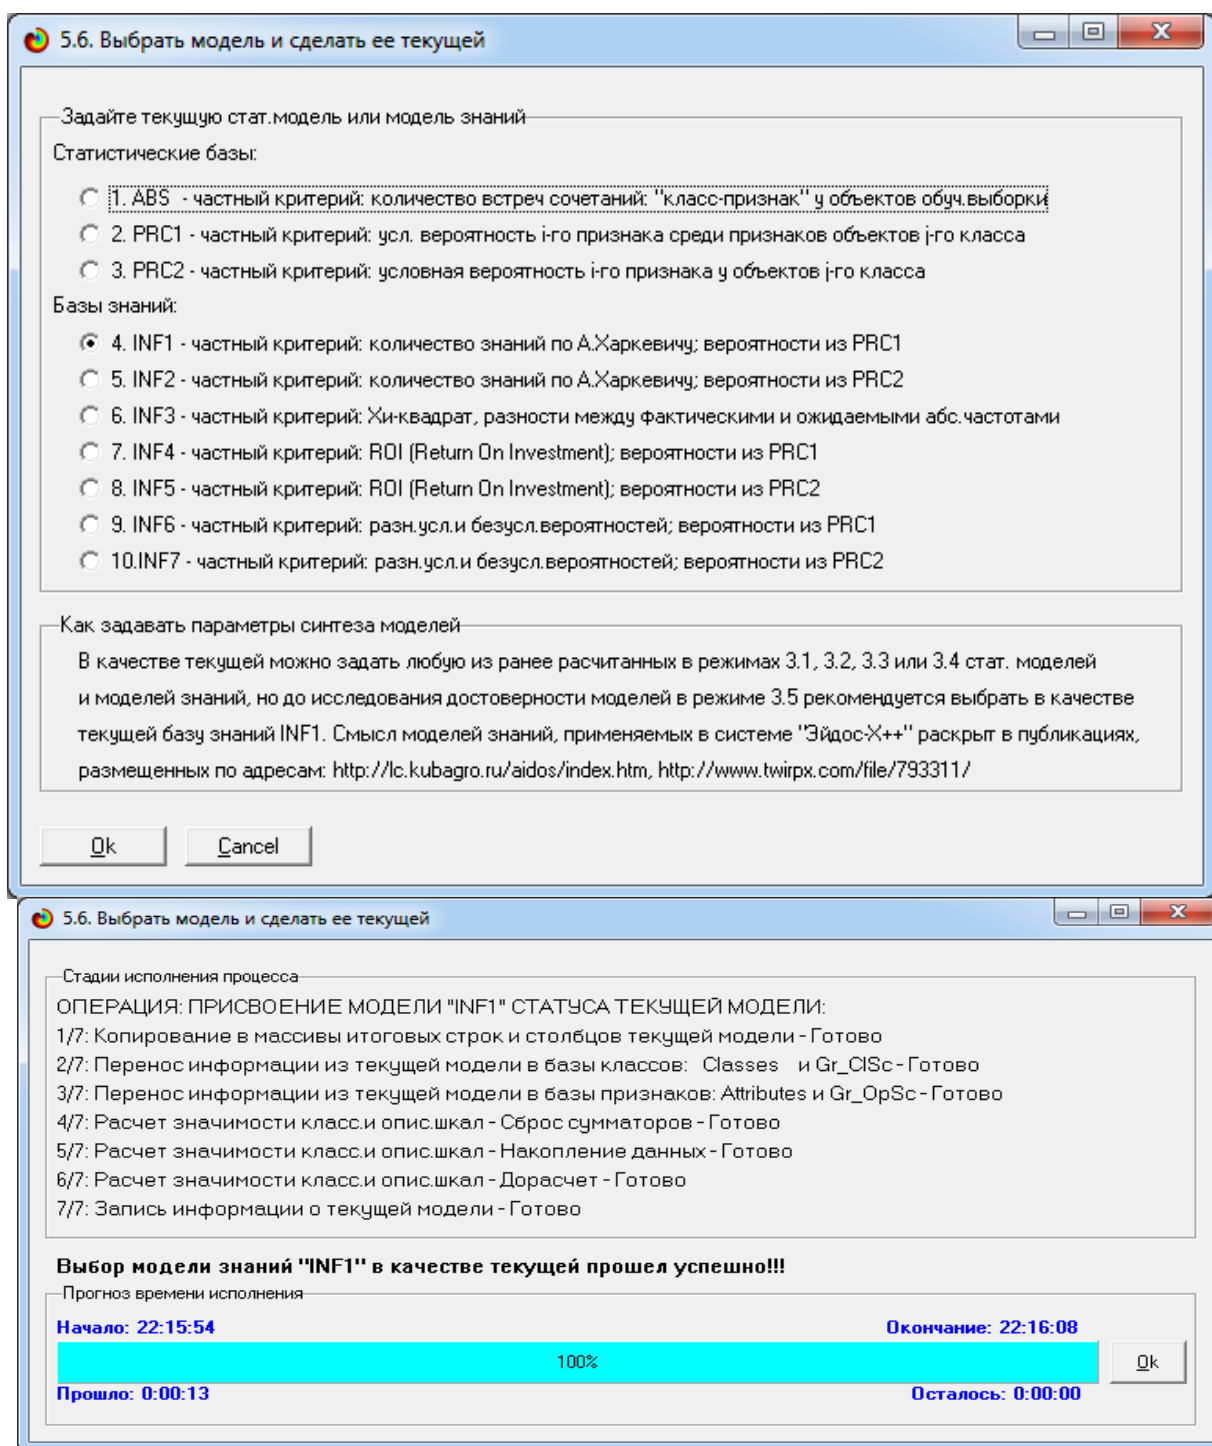 5.6. Выбрать модель и сделать ее текущей
Задайте текущую стат.модель или модель знаний
Статистические базы:
1. ABS - частный критерий: количество встреч сочетаний: "класс-признак" у объектов обуч.выборки
2. PRC1 - частный критерий: усл. вероятность i-го признака среди признаков объектов j-го класса
3. PRC2 - частный критерий: условная вероятность i-го признака у объектов j-го класса
Базы знаний:
4. INF1 - частный критерий: количество знаний по А.Харкевичу; вероятности из PRC1
5. INF2 - частный критерий: количество знаний по А.Харкевичу; вероятности из PRC2
6. INF3 - частный критерий: Хи-квадрат, разности между фактическими и ожидаемыми абс.частотами
7. INF4 - частный критерий: ROI (Return On Investment); вероятности из PRC1
8. INF5 - частный критерий: ROI (Return On Investment); вероятности из PRC2
9. INF6 - частный критерий: разн.усл.и безусл.вероятностей; вероятности из PRC1
10.INF7 - частный критерий: разн.усл.и безусл.вероятностей; вероятности из PRC2
Как задавать параметры синтеза моделей
В качестве текущей можно задать любую из ранее расчитанных в режимах 3.1, 3.2, 3.3 или 3.4 стат. моделей
и моделей знаний, но до исследования достоверности моделей в режиме 3.5 рекомендуется выбрать в качестве
текущей базу знаний INF1. Смысл моделей знаний, применяемых в системе "Эйдос-X++" раскрыт в публикациях,
размещенных по адресам: http://lc.kubagro.ru/aidos/index.htm, http://www.twirpx.com/file/793311/
Ok Cancel
5.6. Выбрать модель и сделать ее текущей
Стадии исполнения процесса
ОПЕРАЦИЯ: ПРИСВОЕНИЕ МОДЕЛИ "INF1" СТАТУСА ТЕКУЩЕЙ МОДЕЛИ:
1/7: Копирование в массивы итоговых строк и столбцов текущей модели - Готово
2/7: Перенос информации из текущей модели в базы классов: Classes и Gr_ClSc - Готово
3/7: Перенос информации из текущей модели в базы признаков: Attributes и Gr_OpSc - Готово
4/7: Расчет значимости класс.и опис.шкал - Сброс сумматоров - Готово
5/7: Расчет значимости класс.и опис.шкал - Накопление данных - Готово
6/7: Расчет значимости класс.и опис.шкал - Дорасчет - Готово
7/7: Запись информации о текущей модели - Готово
Выбор модели знаний "INF1" в качестве текущей прошел успешно!!!
Прогноз времени исполнения
Начало: 22:15:54 Окончание: 22:16:08
100% Ok
Прошло: 0:00:13 Осталось: 0:00:00